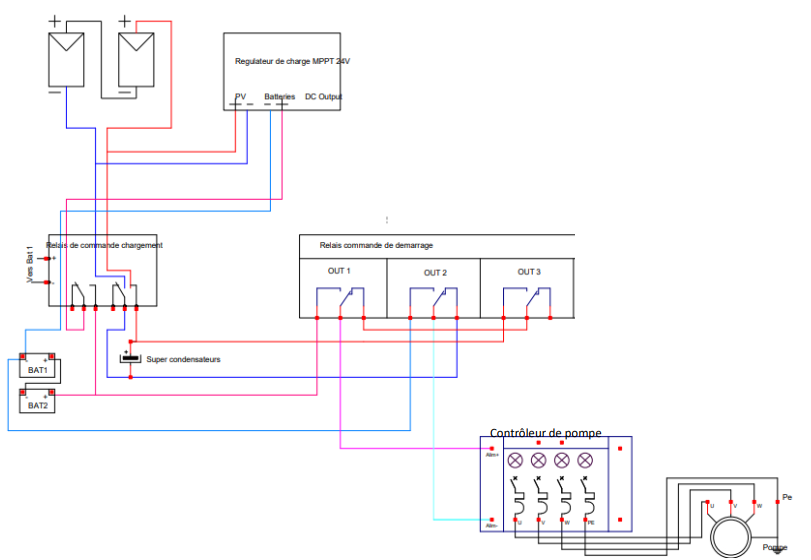 + +
Regulateur de charge MPPT 24V
PV Batteries DC Output
+ - - +
- -
Relais de commande chargement
Relais commande de demarrage
Vers Bat 1
+
-
OUT 1 OUT 2 OUT 3
+
Super condensateurs
- +
BAT1
- +
BAT2
Contrôleur de pompe
Alim+
Alim-
U V W PE
U V W
Pe
Pompe